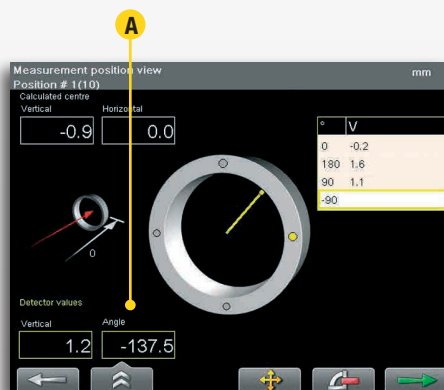 A
Measurement position view
mm
Position # 1(10)
Calculated centre
Vertical Horizontal
-0.9 0.0
° V
0 -0.2
180 1.6
90 1.1
-90
0
Detector values
Vertical Angle
1.2 -137.5